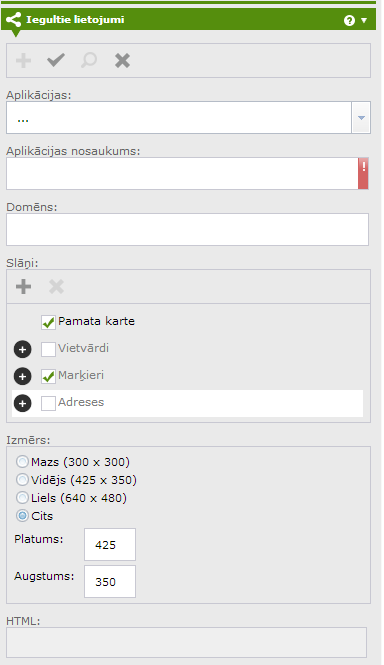 Iegultie lietojumi
Aplikācijas:
...
Aplikācijas nosaukums:
!
Domēns:
Slāņi:
Pamata karte
Vietvārdi
Marķieri
Adreses
Izmērs:
Mazs (300 x 300)
Vidējs (425 x 350)
Liels (640 x 480)
Cits
Platums: 425
Augstums: 350
HTML: